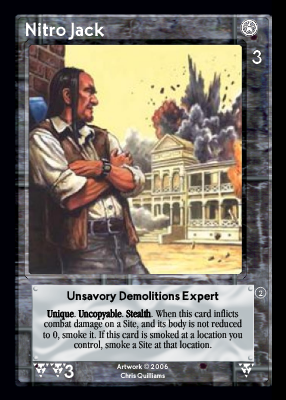 Nitro Jack
3
Unsavory Demolitions Expert
2
Unique. Uncopyable. Stealth. When this card inflicts
combat damage on a Site, and its body is not reduced
to 0, smoke it. If this card is smoked at a location you
control, smoke a Site at that location.
3
Artwork © 2006
Chris Quilliams